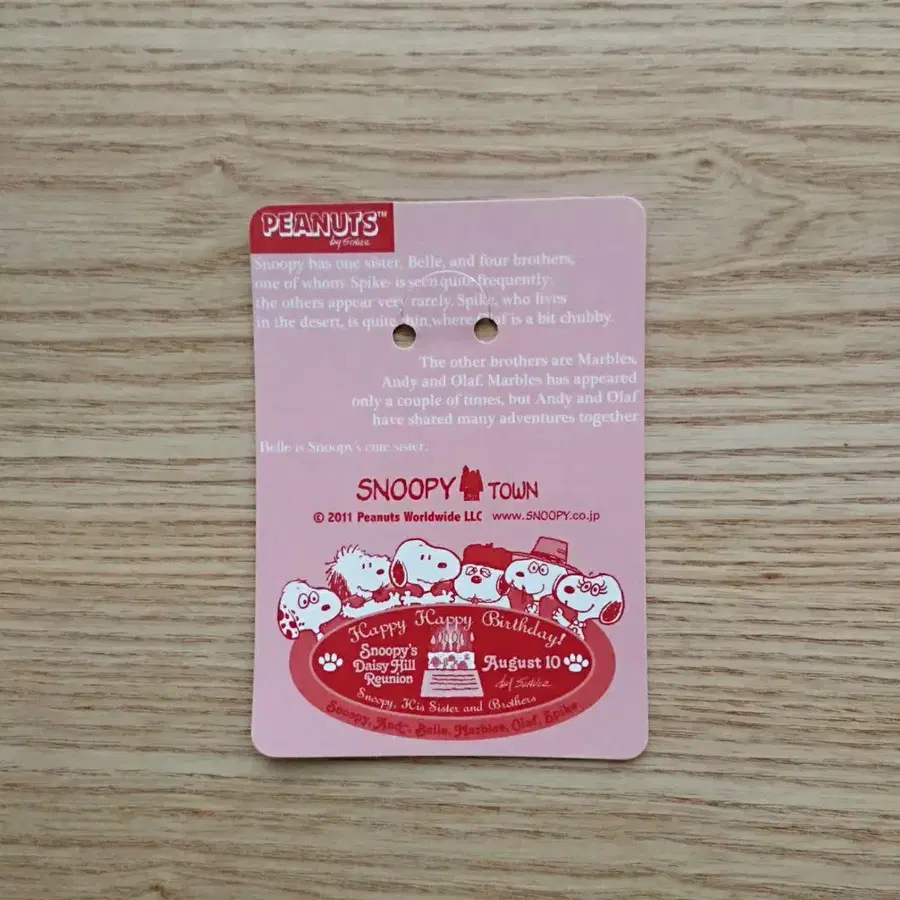 PEANUTS™
by Schulz
Snoopy has one sister, Belle, and four brothers,
one of whom Spike is seen quite frequently;
the others appear very rarely. Spike, who lives
in the desert, is quite thin, where Olaf is a bit chubby.
The other brothers are Marbles,
Andy and Olaf. Marbles has appeared
only a couple of times, but Andy and Olaf
have shared many adventures together
Belle is Snoopy's cute sister.
SNOOPY TOWN
© 2011 Peanuts Worldwide LLC www.SNOOPY.co.jp
Happy Happy Birthday!
Snoopy's
Daisy Hill
Reunion
August 10
Snoopy, His Sister and Brothers
Snoopy, Andy, Belle, Marbles, Olaf, Spike